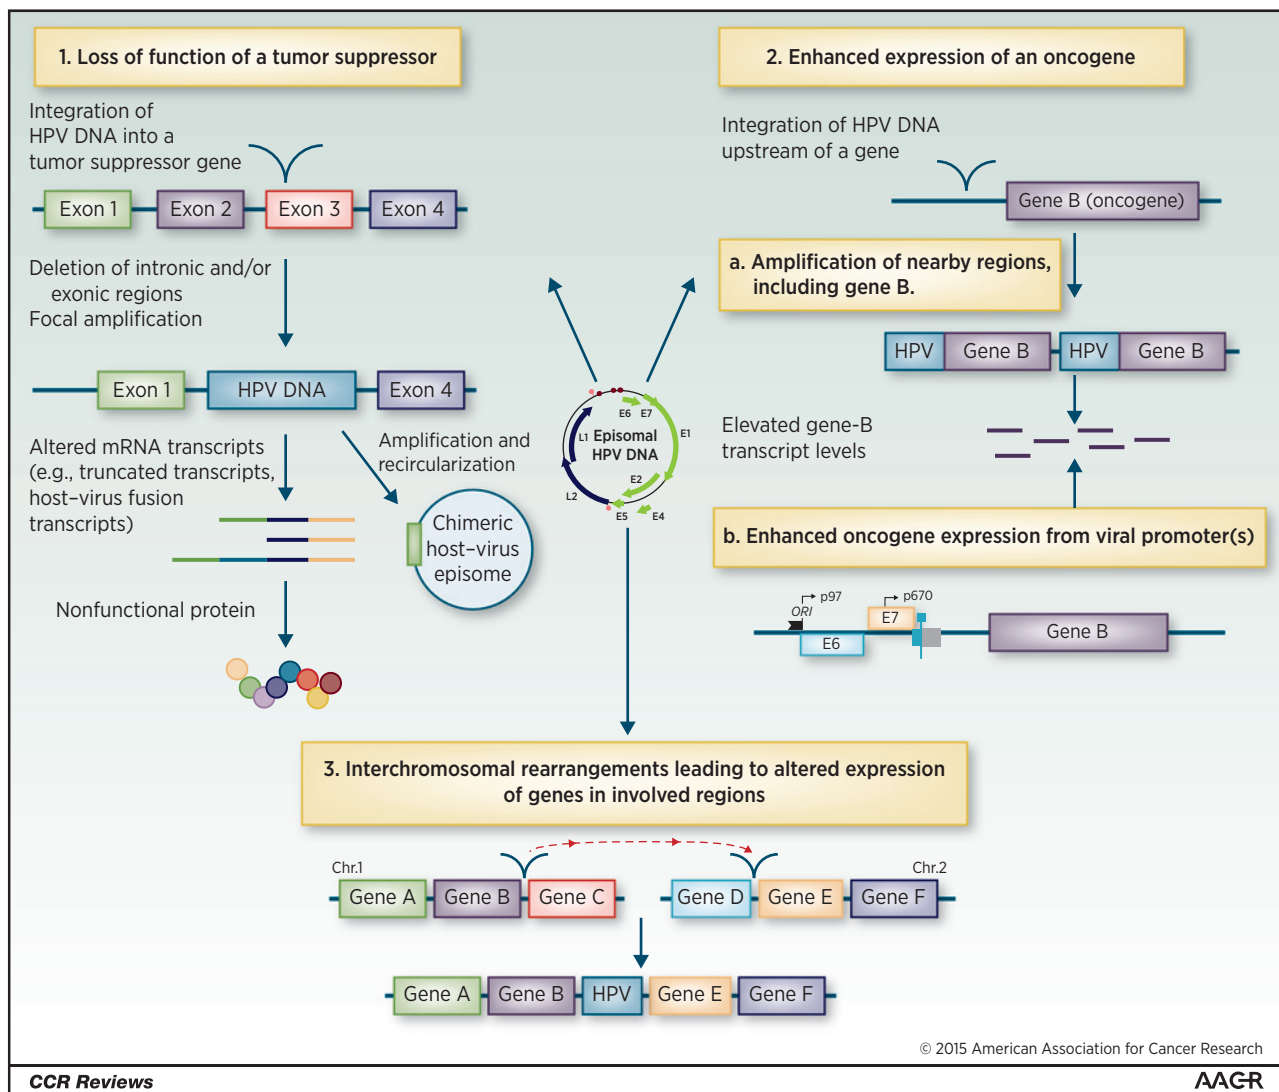 1. Loss of function of a tumor suppressor
Integration of
HPV DNA into a
tumor suppressor gene
Exon 1
Exon 2
Exon 3
Exon 4
Deletion of intronic and/or
exonic regions
Focal amplification
Exon 1
HPV DNA
Exon 4
Altered mRNA transcripts
(e.g., truncated transcripts,
host–virus fusion
transcripts)
Amplification and
recircularization
Chimeric
host–virus
episome
Nonfunctional protein
E6
E7
E1
L1
Episomal
HPV DNA
E2
L2
E5
E4
2. Enhanced expression of an oncogene
Integration of HPV DNA
upstream of a gene
Gene B (oncogene)
a. Amplification of nearby regions,
including gene B.
HPV
Gene B
HPV
Gene B
Elevated gene-B
transcript levels
b. Enhanced oncogene expression from viral promoter(s)
p97
p670
ORI
E7
E6
Gene B
3. Interchromosomal rearrangements leading to altered expression
of genes in involved regions
Chr.1
Chr.2
Gene A
Gene B
Gene C
Gene D
Gene E
Gene F
Gene A
Gene B
HPV
Gene E
Gene F
© 2015 American Association for Cancer Research
CCR Reviews
AACR